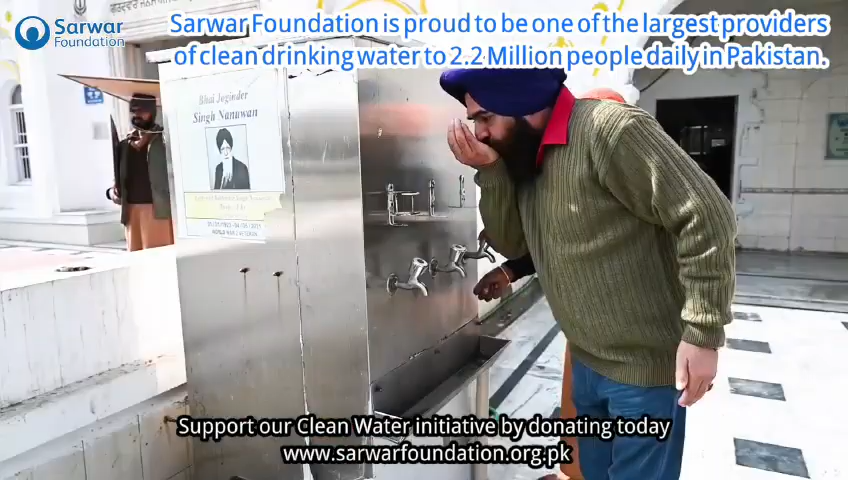 Sarwar
Foundation
Sarwar Foundation is proud to be one of the largest providers
of clean drinking water to 2.2 Million people daily in Pakistan.
Bhai Joginder
Singh Nanuwan
Support our Clean Water initiative by donating today
www.sarwarfoundation.org.pk